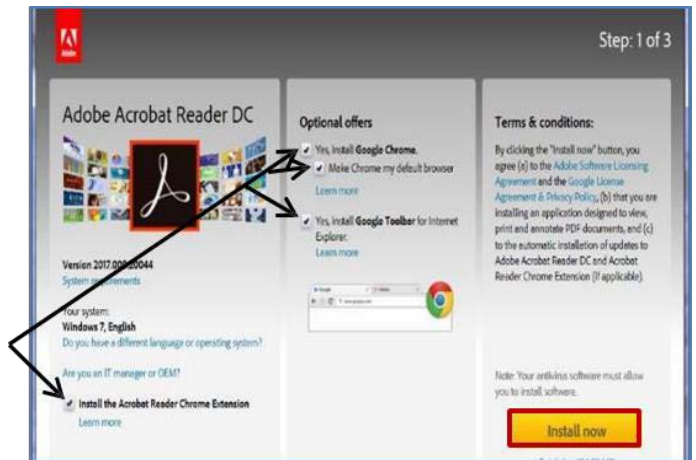 Adobe
Step: 1 of 3
Adobe Acrobat Reader DC
Version 2017.009.20044
System requirements
Your system:
Windows 7, English
Do you have a different language or operating system?
Are you an IT manager or OEM?
Install the Acrobat Reader Chrome Extension
Learn more
Optional offers
Yes, install Google Chrome.
Make Chrome my default browser
Learn more
Yes, install Google Toolbar for Internet
Explorer.
Learn more
Terms & conditions:
By clicking the "Install now" button, you
agree (a) to the Adobe Software Licensing
Agreement and the Google License
Agreement & Privacy Policy, (b) that you are
installing an application designed to view,
print and annotate PDF documents, and (c)
to the automatic installation of updates to
Adobe Acrobat Reader DC and Acrobat
Reader Chrome Extension (if applicable).
Note: Your antivirus software must allow
you to install software.
Install now